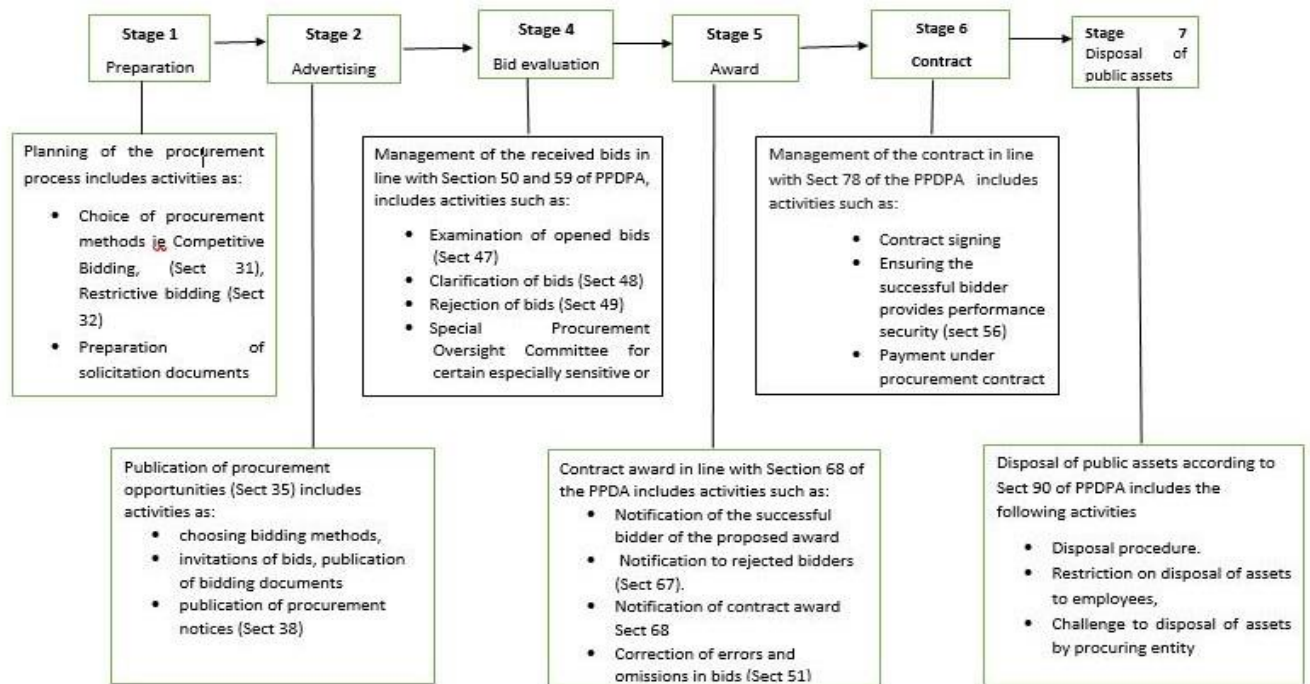 Stage 1
Preparation
Stage 2
Advertising
Stage 4
Bid evaluation
Stage 5
Award
Stage 6
Contract
Stage 7
Disposal of
public assets
Planning of the procurement
process includes activities as:
• Choice of procurement
methods ie Competitive
Bidding, (Sect 31),
Restrictive bidding (Sect
32)
• Preparation of
solicitation documents
Management of the received bids in
line with Section 50 and 59 of PPDPA,
includes activities such as:
• Examination of opened bids
(Sect 47)
• Clarification of bids (Sect 48)
• Rejection of bids (Sect 49)
• Special Procurement
Oversight Committee for
certain especially sensitive or
Management of the contract in line
with Sect 78 of the PPDPA includes
activities such as:
• Contract signing
• Ensuring the
successful bidder
provides performance
security (sect 56)
• Payment under
procurement contract
Publication of procurement
opportunities (Sect 35) includes
activities as:
• choosing bidding methods,
• invitations of bids, publication
of bidding documents
• publication of procurement
notices (Sect 38)
Contract award in line with Section 68 of
the PPDA includes activities such as:
• Notification of the successful
bidder of the proposed award
• Notification to rejected bidders
(Sect 67).
• Notification of contract award
Sect 68
• Correction of errors and
omissions in bids (Sect 51)
Disposal of public assets according to
Sect 90 of PPDPA includes the
following activities
• Disposal procedure.
• Restriction on disposal of assets
to employees,
• Challenge to disposal of assets
by procuring entity